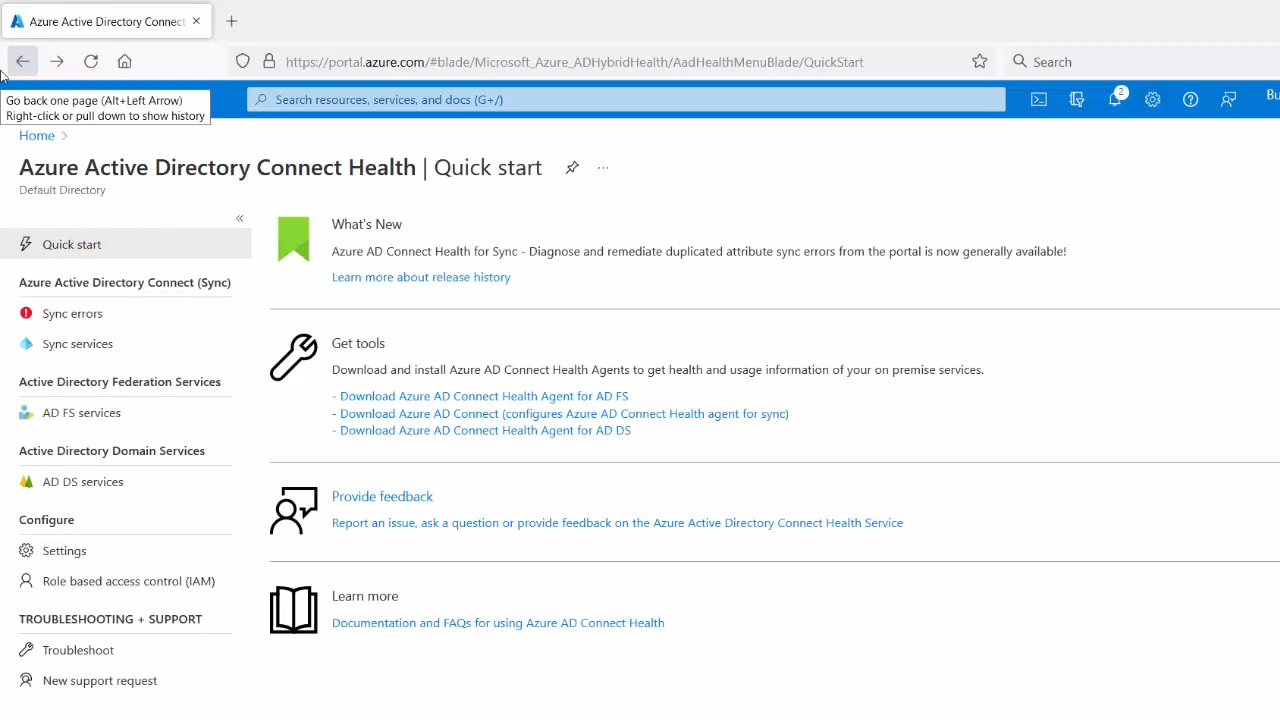 Azure Active Directory Connect
https://portal.azure.com/#blade/Microsoft_Azure_ADHybridHealth/AadHealthMenuBlade/QuickStart
Search
Go back one page (Alt+Left Arrow)
Right-click or pull down to show history
Search resources, services, and docs (G+/)
2
Home
Azure Active Directory Connect Health | Quick start
Default Directory
Quick start
Azure Active Directory Connect (Sync)
Sync errors
Sync services
Active Directory Federation Services
AD FS services
Active Directory Domain Services
AD DS services
Configure
Settings
Role based access control (IAM)
TROUBLESHOOTING + SUPPORT
Troubleshoot
New support request
What's New
Azure AD Connect Health for Sync - Diagnose and remediate duplicated attribute sync errors from the portal is now generally available!
Learn more about release history
Get tools
Download and install Azure AD Connect Health Agents to get health and usage information of your on premise services.
- Download Azure AD Connect Health Agent for AD FS
- Download Azure AD Connect (configures Azure AD Connect Health agent for sync)
- Download Azure AD Connect Health Agent for AD DS
Provide feedback
Report an issue, ask a question or provide feedback on the Azure Active Directory Connect Health Service
Learn more
Documentation and FAQs for using Azure AD Connect Health